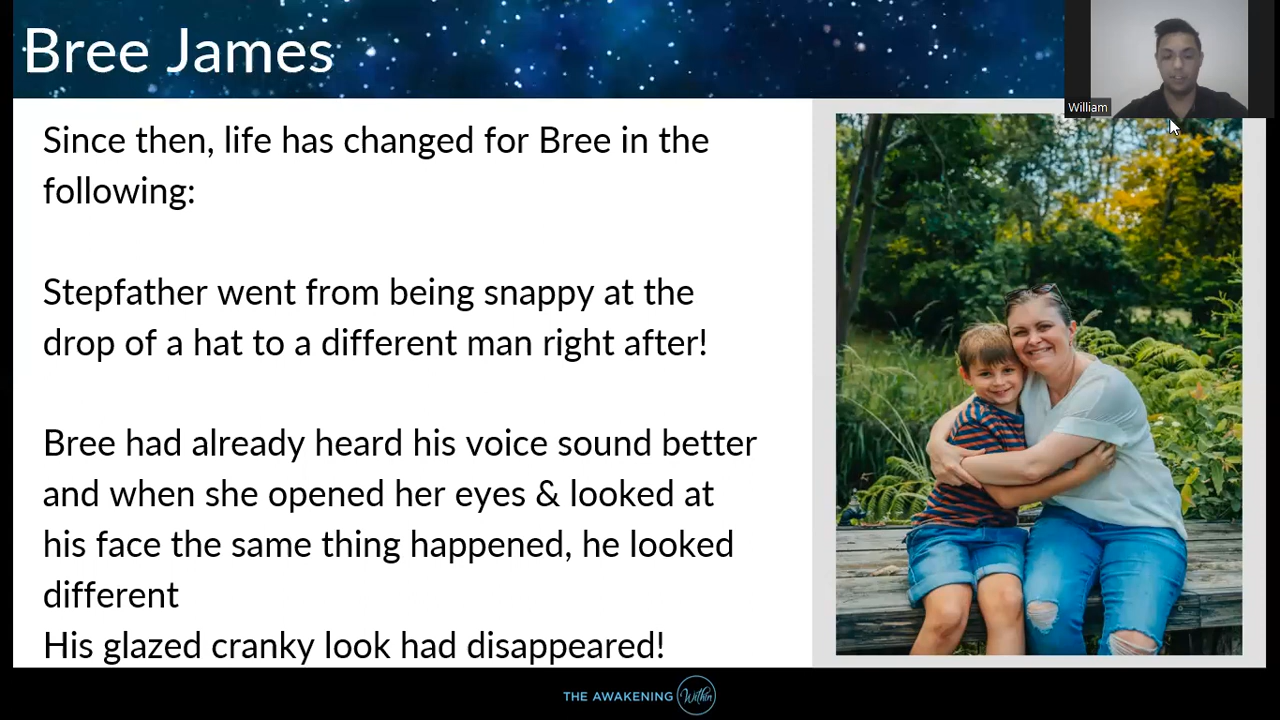 Bree James
William
Since then, life has changed for Bree in the
following:
Stepfather went from being snappy at the
drop of a hat to a different man right after!
Bree had already heard his voice sound better
and when she opened her eyes & looked at
his face the same thing happened, he looked
different
His glazed cranky look had disappeared!
THE AWAKENING Within